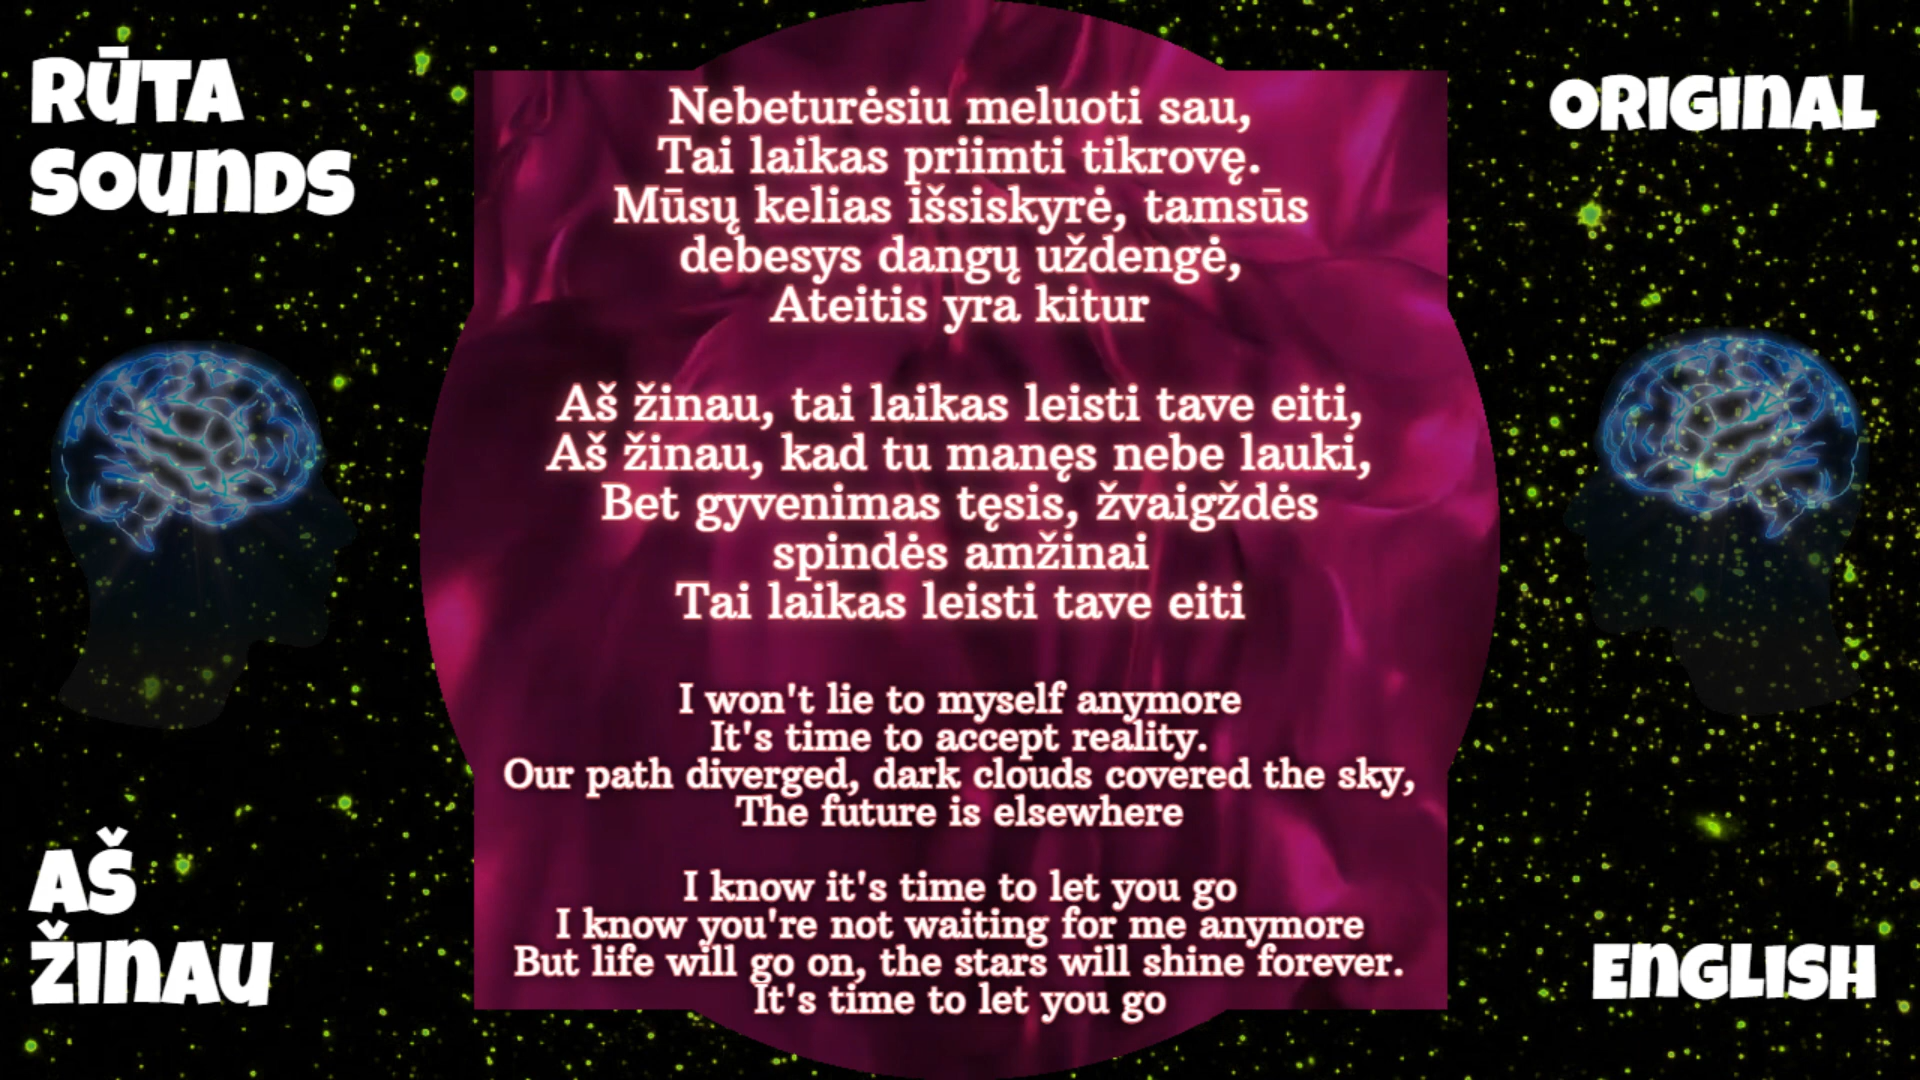 RŪTA
SOUNDS
ORIGINAL
Nebeturėsiu meluoti sau,
Tai laikas priimti tikrovę.
Mūsų kelias išsiskyrė, tamsūs
debesys dangų uždengė,
Ateitis yra kitur
Aš žinau, tai laikas leisti tave eiti,
Aš žinau, kad tu manęs nebe lauki,
Bet gyvenimas tęsis, žvaigždės
spindės amžinai
Tai laikas leisti tave eiti
I won't lie to myself anymore
It's time to accept reality.
Our path diverged, dark clouds covered the sky,
The future is elsewhere
I know it's time to let you go
I know you're not waiting for me anymore
But life will go on, the stars will shine forever.
It's time to let you go
AŠ
ŽINAU
ENGLISH